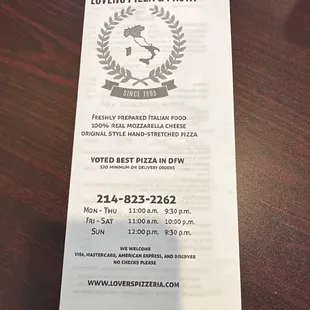 LOVERS PIZZA & PASTA
SINCE 1985
FRESHLY PREPARED ITALIAN FOOD
100% REAL MOZZARELLA CHEESE
ORIGINAL STYLE HAND-STRETCHED PIZZA
VOTED BEST PIZZA IN DFW
$20 MINIMUM ON DELIVERY ORDERS
214-823-2262
MON - THU 11:00 a.m. 9:30 p.m.
FRI - SAT 11:00 a.m. 10:00 p.m.
SUN 12:00 p.m. 9:30 p.m.
WE WELCOME
VISA, MASTERCARD, AMERICAN EXPRESS, AND DISCOVER
NO CHECKS PLEASE
WWW.LOVERSPIZZERIA.COM